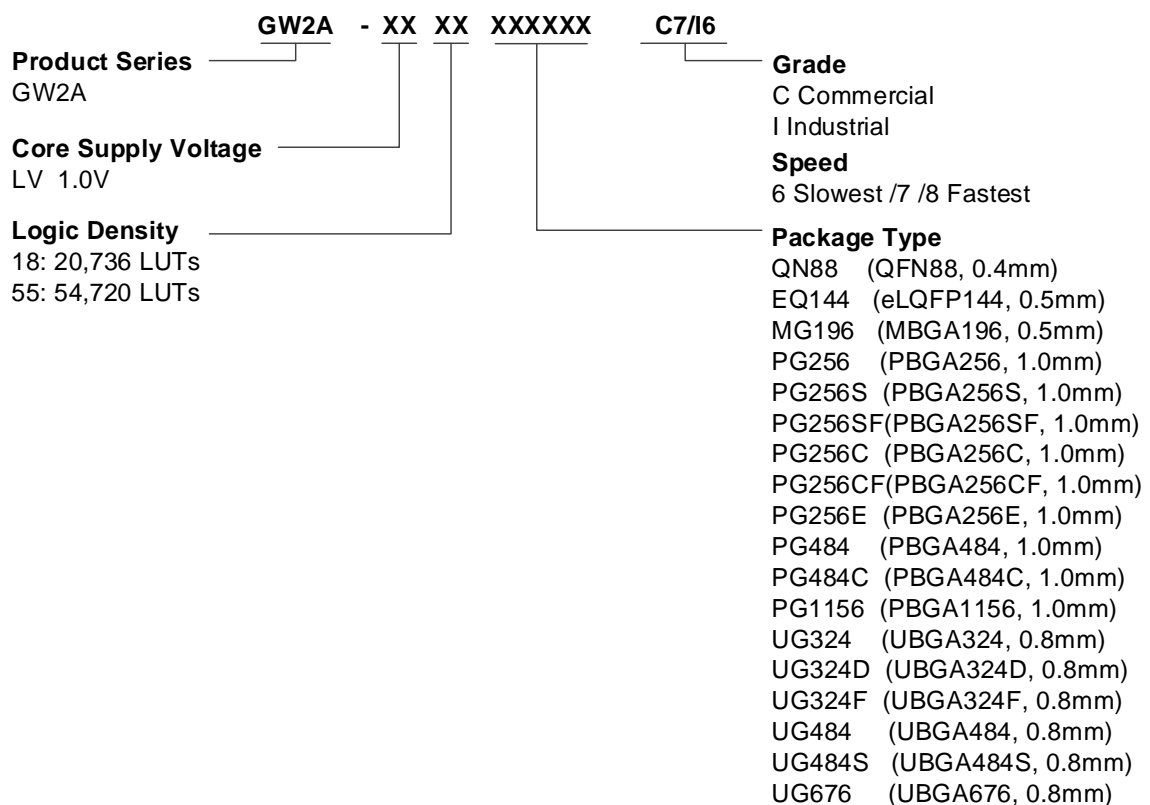 GW2A - XX XX XXXXXX C7/I6
Product Series
GW2A
Core Supply Voltage
LV 1.0V
Logic Density
18: 20,736 LUTs
55: 54,720 LUTs
Grade
C Commercial
I Industrial
Speed
6 Slowest /7 /8 Fastest
Package Type
QN88 (QFN88, 0.4mm)
EQ144 (eLQFP144, 0.5mm)
MG196 (MBGA196, 0.5mm)
PG256 (PBGA256, 1.0mm)
PG256S (PBGA256S, 1.0mm)
PG256SF(PBGA256SF, 1.0mm)
PG256C (PBGA256C, 1.0mm)
PG256CF(PBGA256CF, 1.0mm)
PG256E (PBGA256E, 1.0mm)
PG484 (PBGA484, 1.0mm)
PG484C (PBGA484C, 1.0mm)
PG1156 (PBGA1156, 1.0mm)
UG324 (UBGA324, 0.8mm)
UG324D (UBGA324D, 0.8mm)
UG324F (UBGA324F, 0.8mm)
UG484 (UBGA484, 0.8mm)
UG484S (UBGA484S, 0.8mm)
UG676 (UBGA676, 0.8mm)